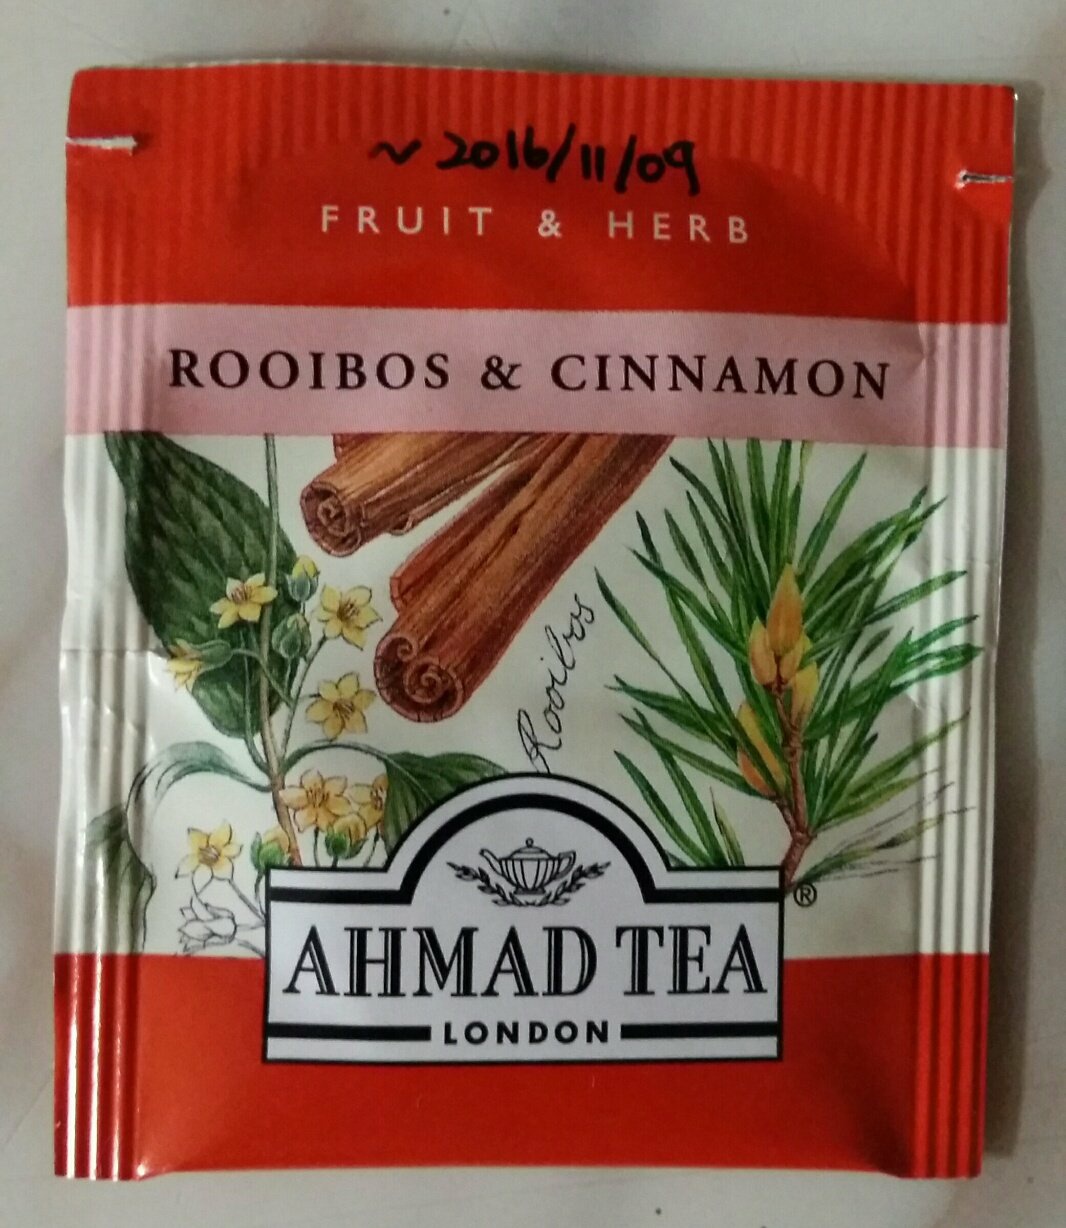 ~2016/11/09
FRUIT & HERB
ROOIBOS & CINNAMON
Rooibos
®
AHMAD TEA
LONDON